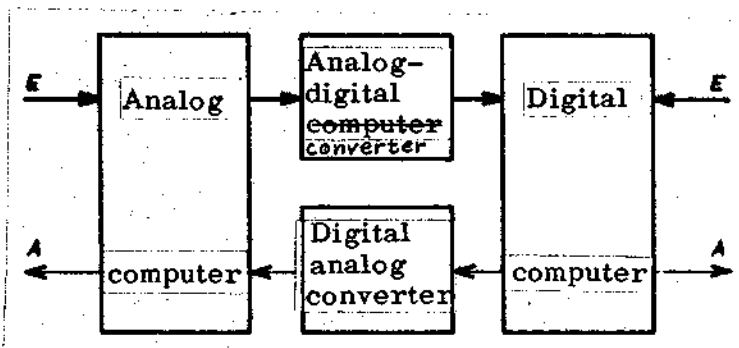 E
Analog
Analog-
digital
computer
converter
Digital
E
A
computer
Digital
analog
converter
computer
A